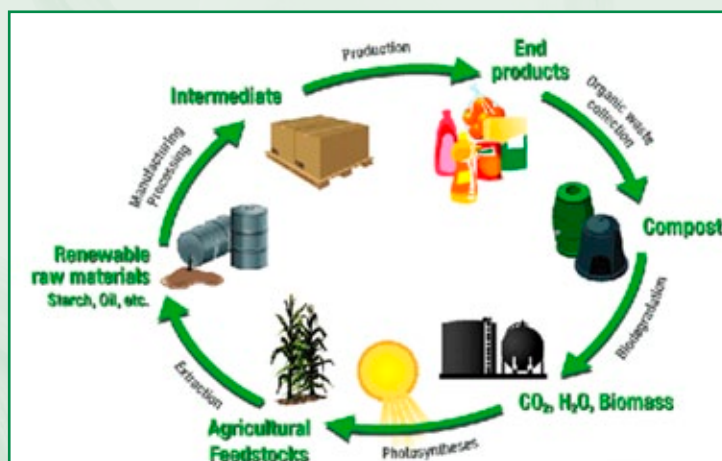 Production
End
products
Intermediate
Organic waste
collection
Manufacturing
Processing
Compost
Renewable
raw materials
Starch, Oil, etc.
Biodegradation
Extraction
CO₂, H₂O, Biomass
Agricultural
Feedstocks
Photosyntheses